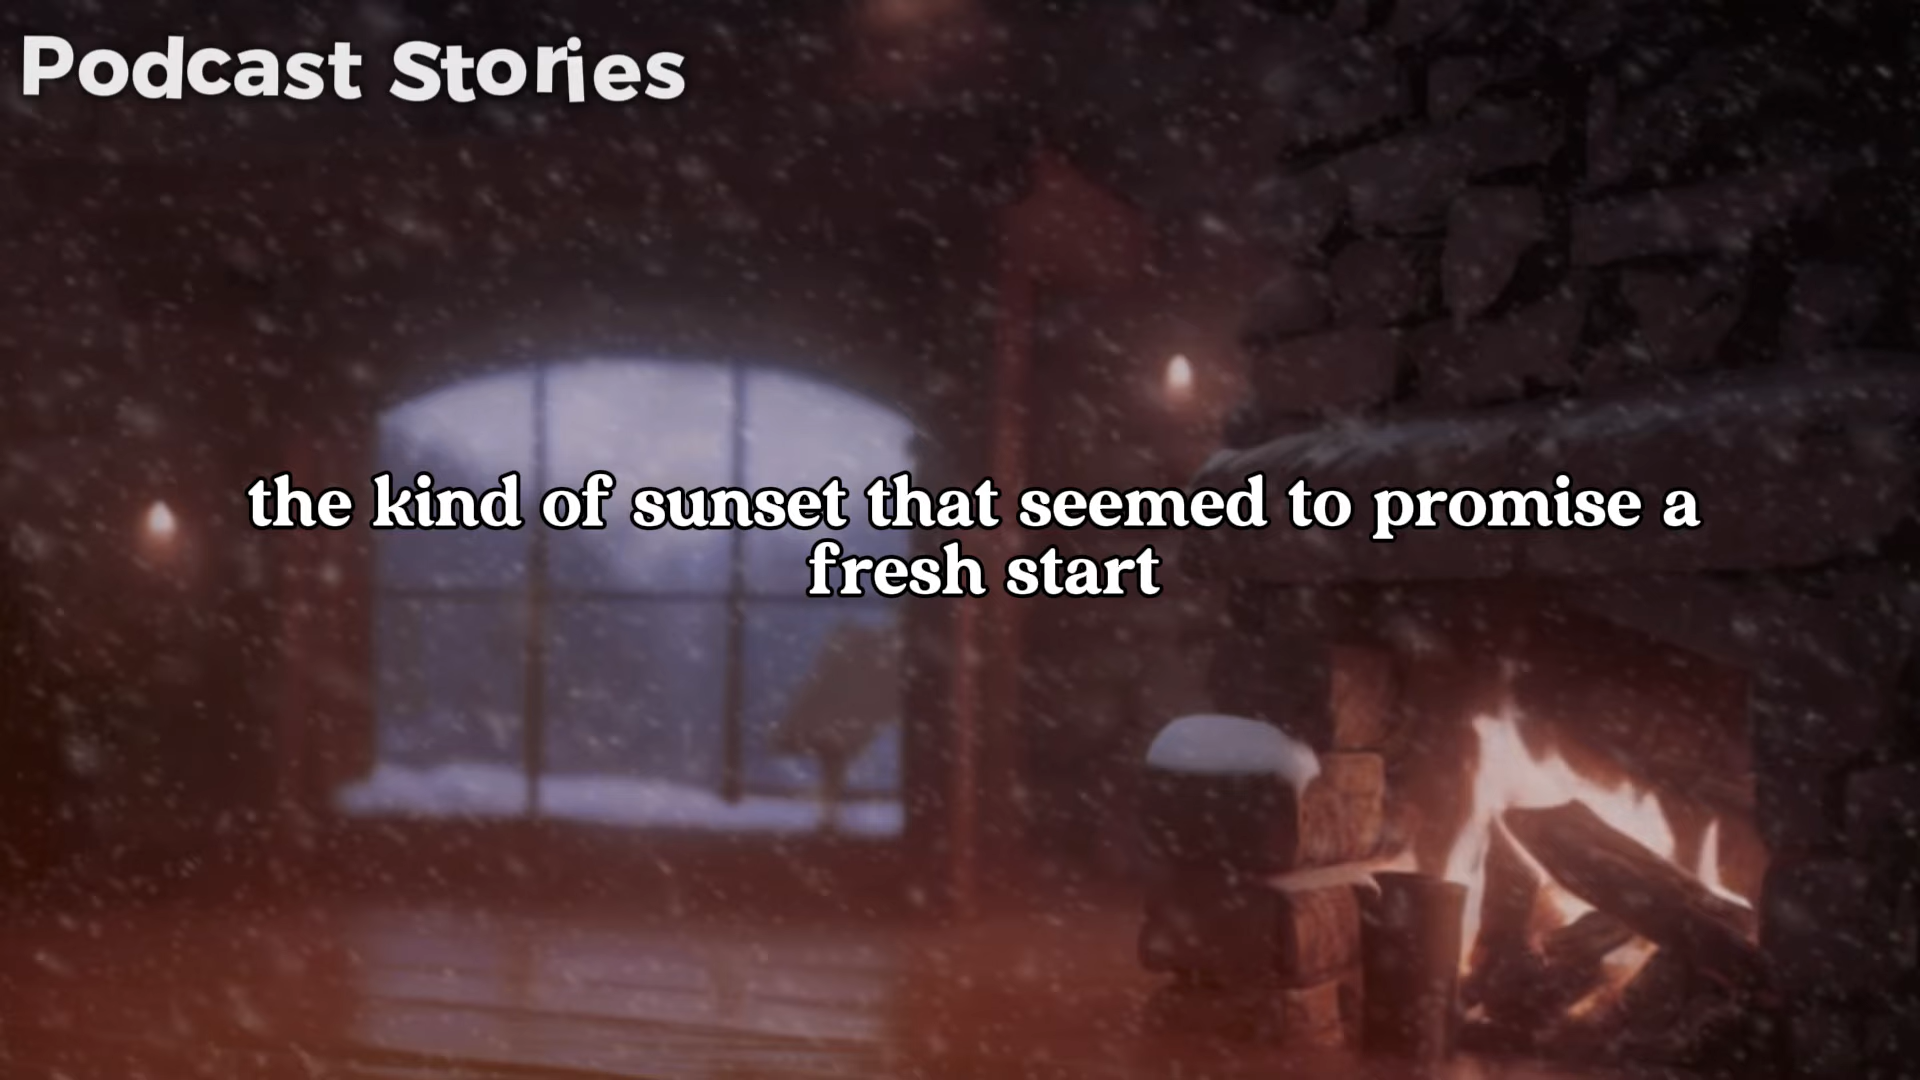 Podcast Stories
the kind of sunset that seemed to promise a
fresh start